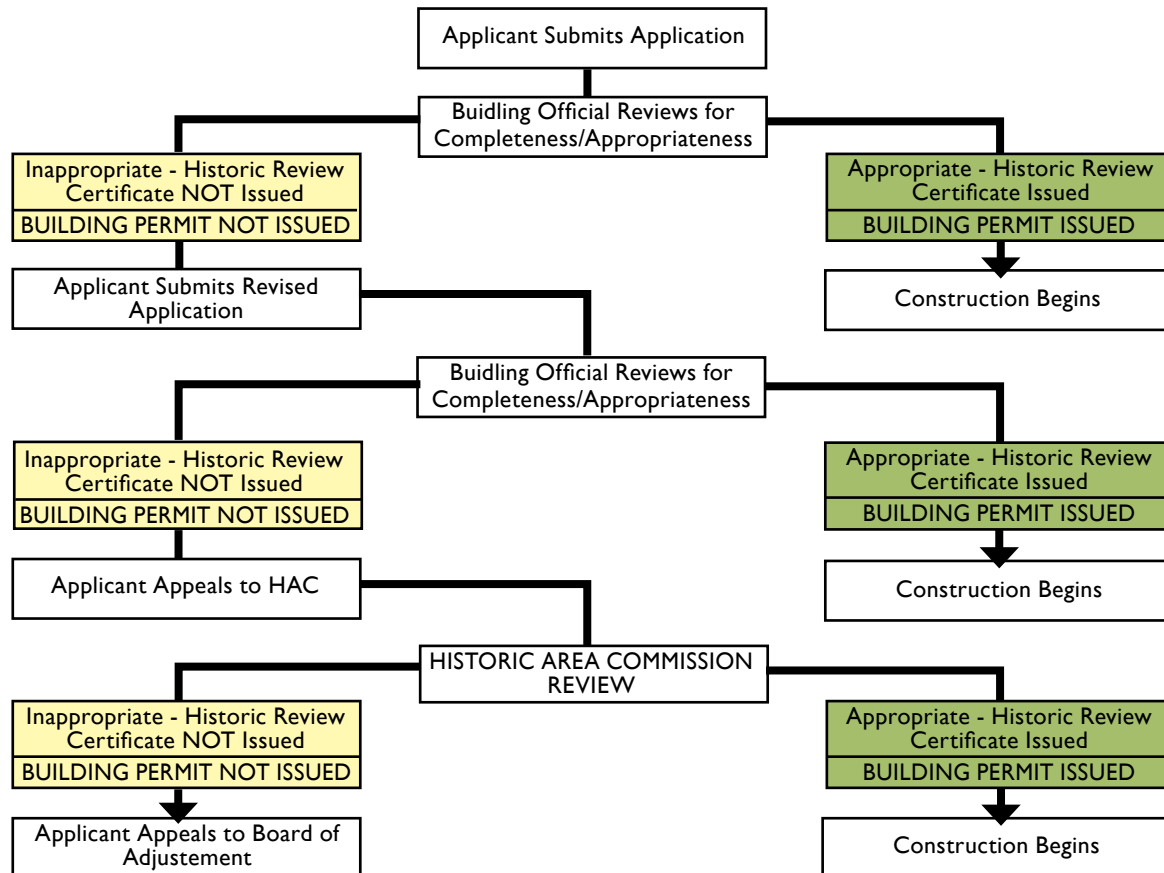 Applicant Submits Application
Buidling Official Reviews for
Completeness/Appropriateness
Inappropriate - Historic Review
Certificate NOT Issued
BUILDING PERMIT NOT ISSUED
Appropriate - Historic Review
Certificate Issued
BUILDING PERMIT ISSUED
Applicant Submits Revised
Application
Construction Begins
Buidling Official Reviews for
Completeness/Appropriateness
Inappropriate - Historic Review
Certificate NOT Issued
BUILDING PERMIT NOT ISSUED
Appropriate - Historic Review
Certificate Issued
BUILDING PERMIT ISSUED
Applicant Appeals to HAC
Construction Begins
HISTORIC AREA COMMISSION
REVIEW
Inappropriate - Historic Review
Certificate NOT Issued
BUILDING PERMIT NOT ISSUED
Appropriate - Historic Review
Certificate Issued
BUILDING PERMIT ISSUED
Applicant Appeals to Board of
Adjustement
Construction Begins